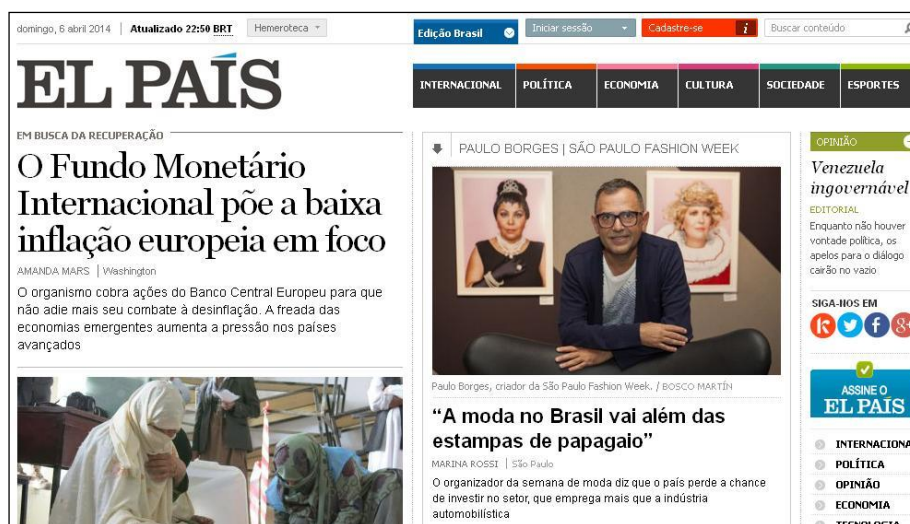 domingo, 6 abril 2014 | Atualizado 22:50 BRT
Hemeroteca
Edição Brasil
Iniciar sessão
Cadastre-se
i
Buscar conteúdo
EL PAÍS
INTERNACIONAL
POLÍTICA
ECONOMIA
CULTURA
SOCIEDADE
ESPORTES
EM BUSCA DA RECUPERAÇÃO
O Fundo Monetário
Internacional põe a baixa
inflação europeia em foco
AMANDA MARS | Washington
O organismo cobra ações do Banco Central Europeu para que
não adie mais seu combate à desinflação. A freada das
economias emergentes aumenta a pressão nos países
avançados
PAULO BORGES | SÃO PAULO FASHION WEEK
Paulo Borges, criador da São Paulo Fashion Week. / BOSCO MARTÍN
“A moda no Brasil vai além das
estampas de papagaio”
MARINA ROSSI | São Paulo
O organizador da semana de moda diz que o país perde a chance
de investir no setor, que emprega mais que a indústria
automobilística
OPINIÃO
Venezuela
ingovernável
EDITORIAL
Enquanto não houver
vontade política, os
apelos para o diálogo
cairão no vazio
SIGA-NOS EM
ASSINE O
EL PAÍS
INTERNACIONA
POLÍTICA
OPINIÃO
ECONOMIA